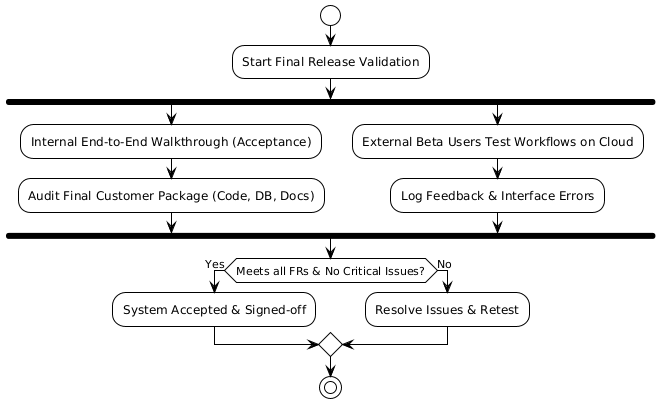 Start Final Release Validation
Internal End-to-End Walkthrough (Acceptance)
External Beta Users Test Workflows on Cloud
Audit Final Customer Package (Code, DB, Docs)
Log Feedback & Interface Errors
Yes
Meets all FRs & No Critical Issues?
No
System Accepted & Signed-off
Resolve Issues & Retest